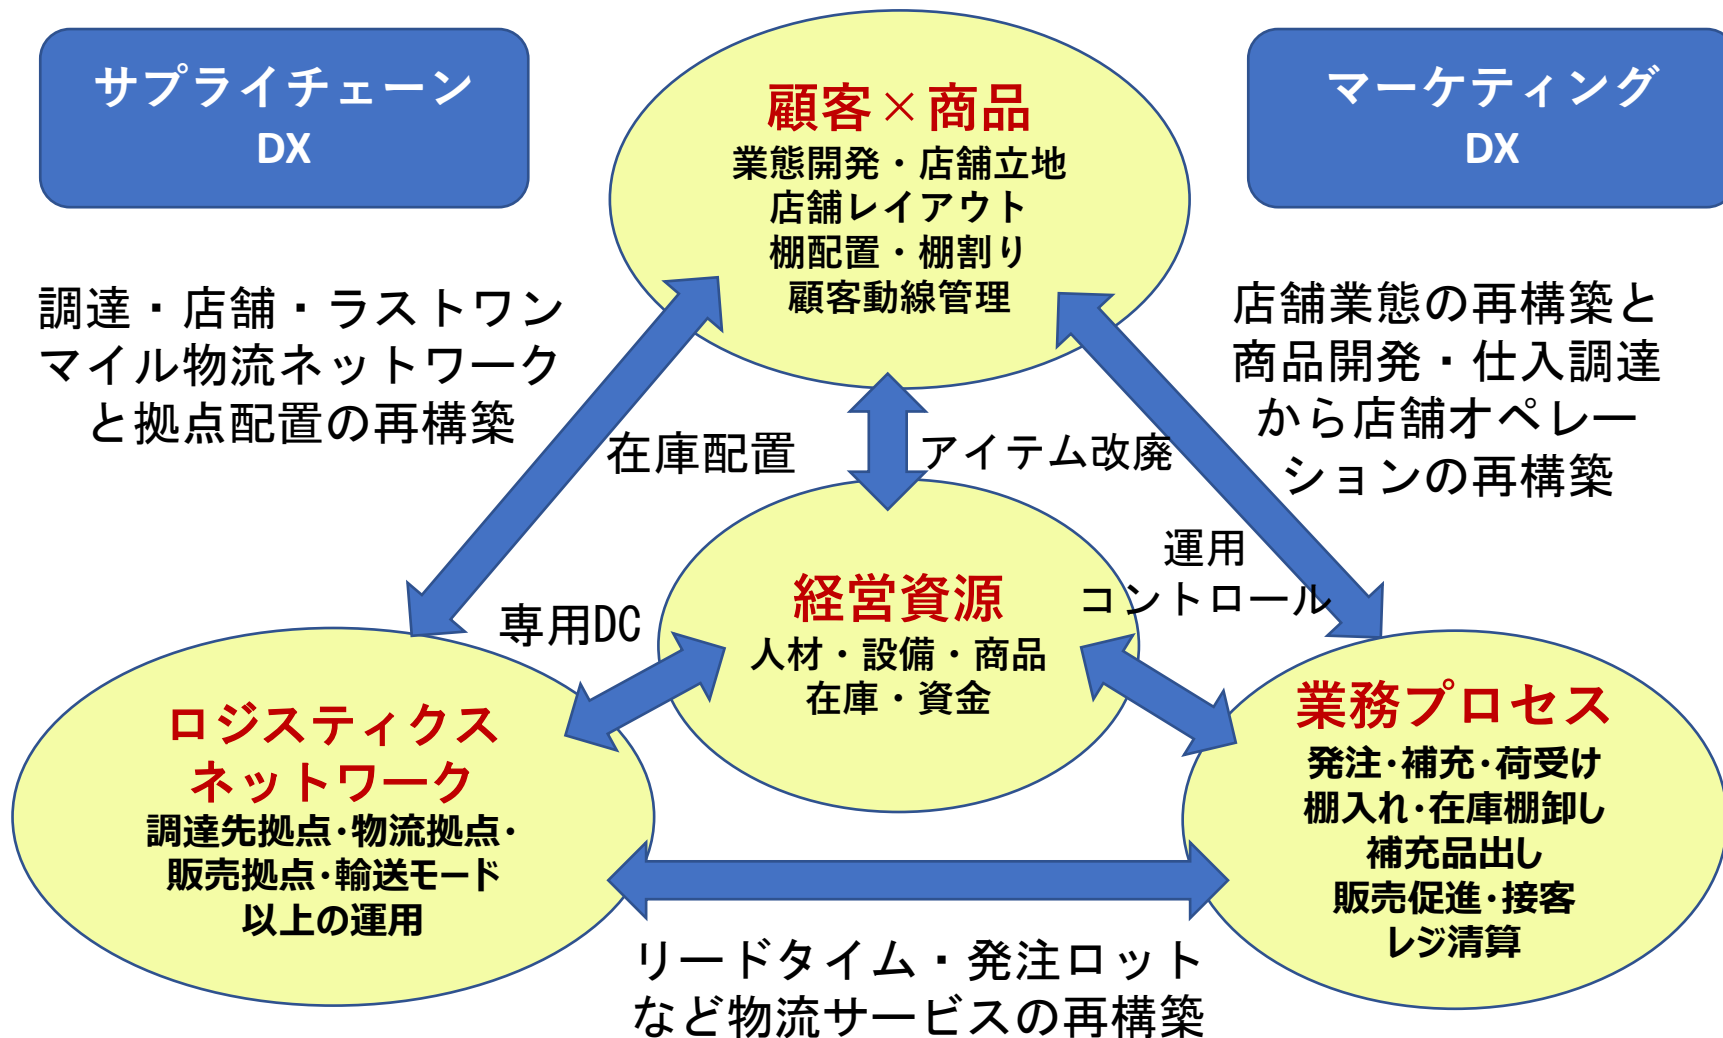 サプライチェーン
DX
顧客×商品
業態開発・店舗立地
店舗レイアウト
棚配置・棚割り
顧客動線管理
マーケティング
DX
調達・店舗・ラストワン
マイル物流ネットワーク
と拠点配置の再構築
店舗業態の再構築と
商品開発・仕入調達
から店舗オペレー
ションの再構築
在庫配置
アイテム改廃
運用
コントロール
専用DC
経営資源
人材・設備・商品
在庫・資金
ロジスティクス
ネットワーク
調達先拠点・物流拠点・
販売拠点・輸送モード
以上の運用
業務プロセス
発注・補充・荷受け
棚入れ・在庫棚卸し
補充品出し
販売促進・接客
レジ清算
リードタイム・発注ロット
など物流サービスの再構築